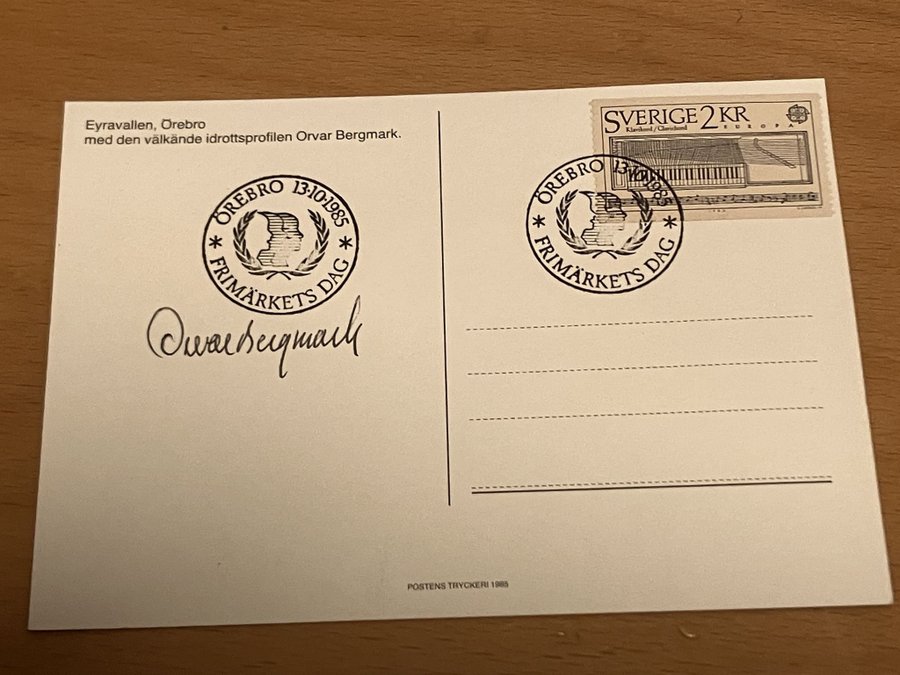 Eyravallen, Örebro
med den välkände idrottsprofilen Orvar Bergmark.
SVERIGE 2 KR
Klavikord/Clavichord
EUROPA
ÖREBRO 13·10·1985
* FRIMÄRKETS DAG *
ÖREBRO 13·10·1985
* FRIMÄRKETS DAG *
Orvar Bergmark
POSTENS TRYCKERI 1985